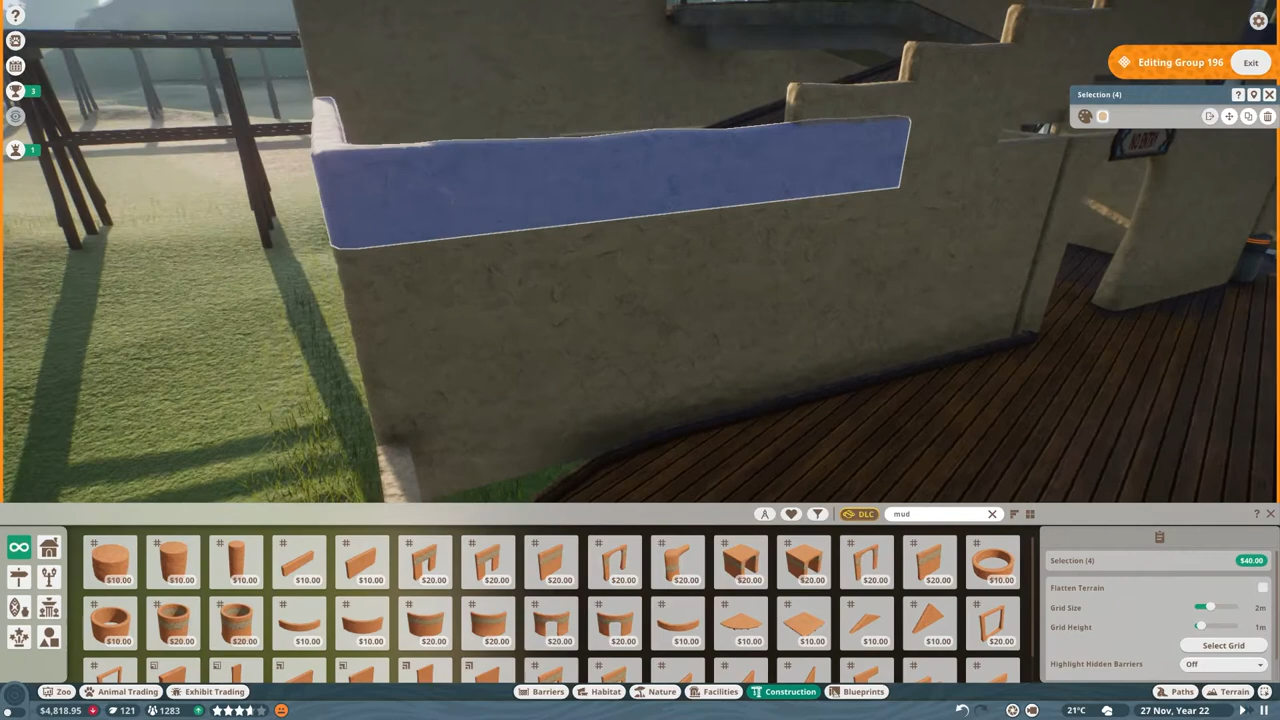 ?
Editing Group 196
Exit
3
1
Selection (4)
?
NO ENTRY
DLC
mud
?
$10.00 $10.00 $10.00 $10.00 $10.00 $20.00 $20.00 $20.00 $20.00 $20.00 $20.00 $20.00 $20.00 $20.00 $10.00
$10.00 $20.00 $20.00 $10.00 $10.00 $20.00 $20.00 $20.00 $20.00 $10.00 $10.00 $10.00 $10.00 $10.00 $20.00
Selection (4)
$40.00
Flatten Terrain
Grid Size
2m
Grid Height
1m
Select Grid
Highlight Hidden Barriers
Off
Zoo
Animal Trading
Exhibit Trading
Barriers
Habitat
Nature
Facilities
Construction
Blueprints
Paths
Terrain
$4,818.95
121
1283
21°C
27 Nov, Year 22